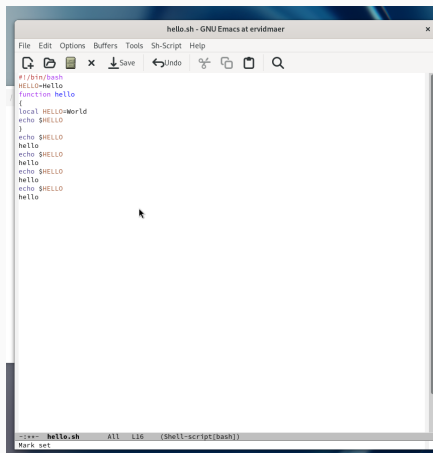 hello.sh - GNU Emacs at ervidmaer
File Edit Options Buffers Tools Sh-Script Help
Save Undo
#!/bin/bash
HELLO=Hello
function hello
{
local HELLO=World
echo $HELLO
}
echo $HELLO
hello
echo $HELLO
hello
echo $HELLO
hello
echo $HELLO
hello
-:**- hello.sh All L16 (Shell-script[bash])
Mark set